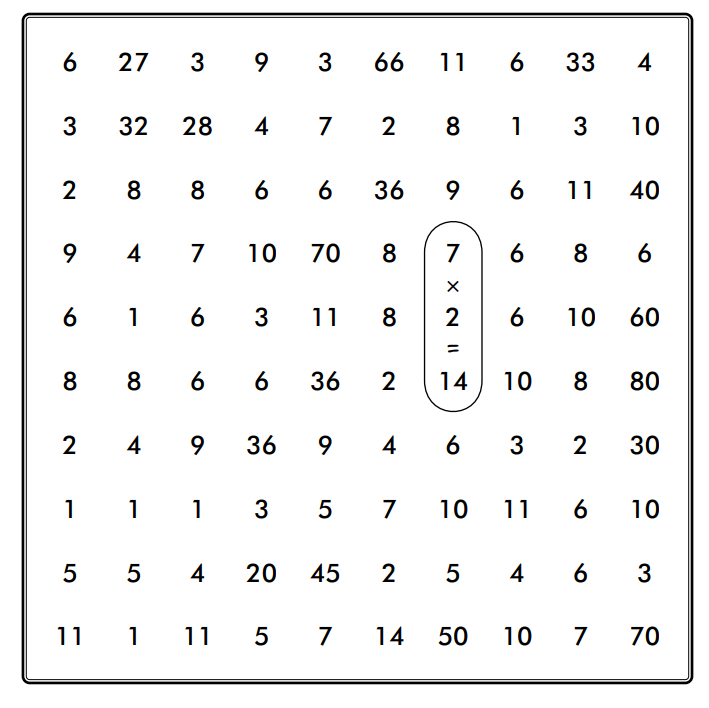 6 27 3 9 3 66 11 6 33 4
3 32 28 4 7 2 8 1 3 10
2 8 8 6 6 36 9 6 11 40
9 4 7 10 70 8 7 6 8 6
×
6 1 6 3 11 8 2 6 10 60
=
8 8 6 6 36 2 14 10 8 80
2 4 9 36 9 4 6 3 2 30
1 1 1 3 5 7 10 11 6 10
5 5 4 20 45 2 5 4 6 3
11 1 11 5 7 14 50 10 7 70